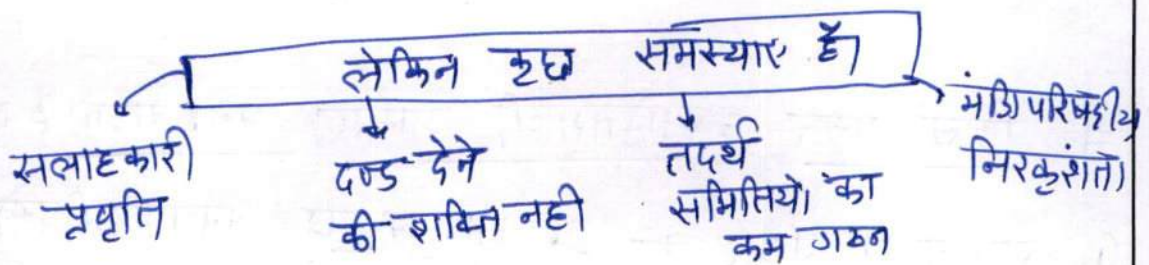 लेकिन कुछ समस्याए हैं।
सलाहकारी
प्रवृति
दण्ड देने
की शक्ति नही
तदर्थ
समितियों का
कम गठन
मंत्रिपरिषदीय
निरकुंशता